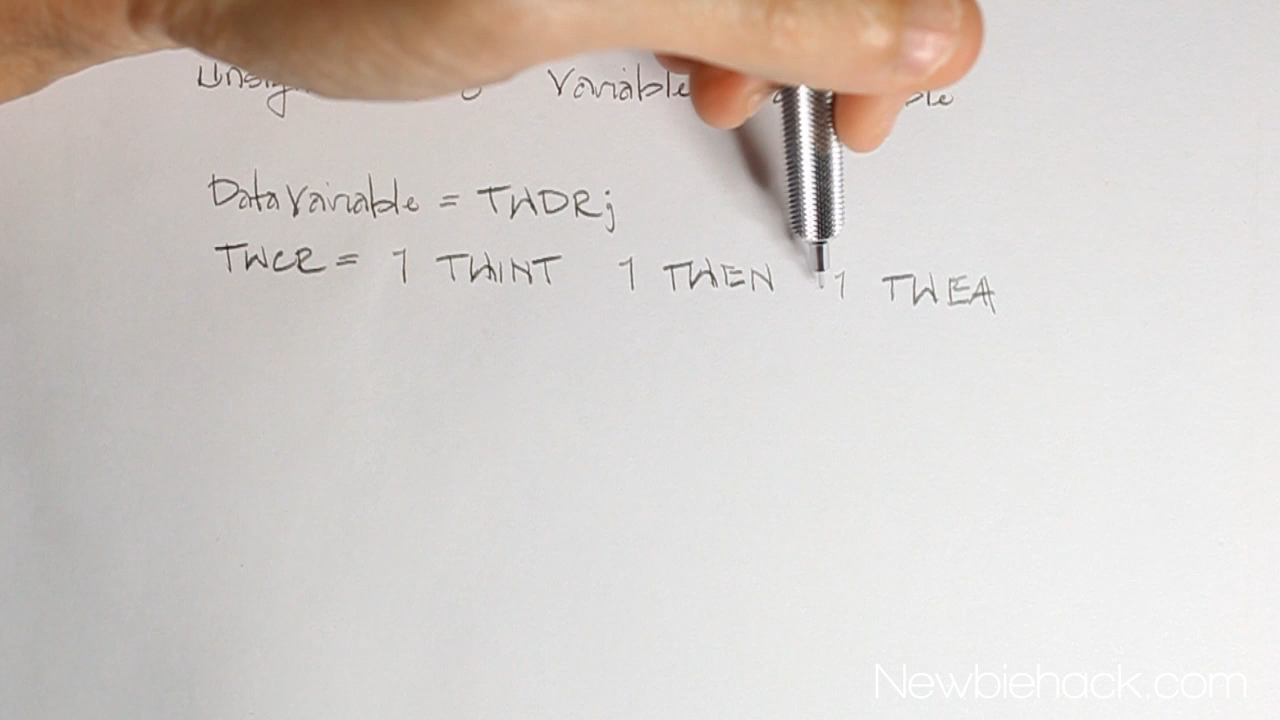 Variable
DataVariable = TWDR;
TWCR = 1 TWINT 1 TWEN 1 TWEA
Newbiehack.com